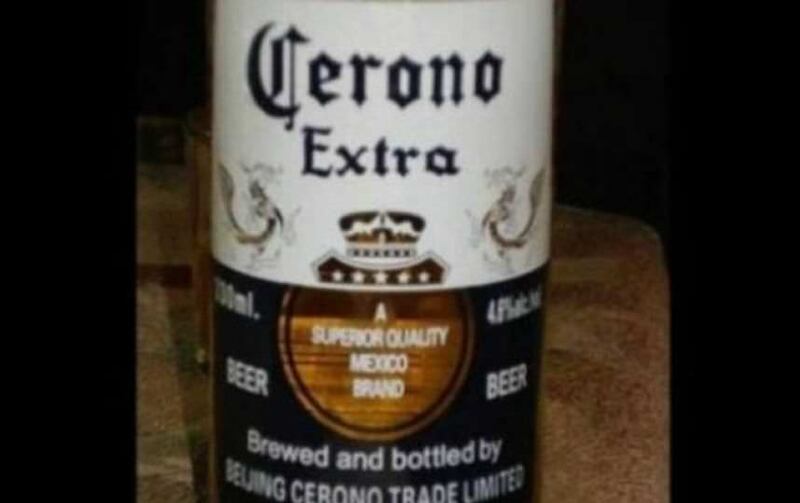 Cerono
Extra
A
SUPERIOR QUALITY
MEXICO
BRAND
BEER
BEER
Brewed and bottled by
BEIJING CERONO TRADE LIMITED